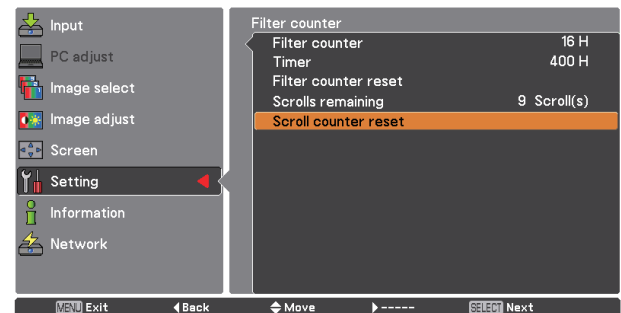 Input
PC adjust
Image select
Image adjust
Screen
Setting
Information
Network
Filter counter
Filter counter 16 H
Timer 400 H
Filter counter reset
Scrolls remaining 9 Scroll(s)
Scroll counter reset
MENU Exit Back Move ----- SELECT Next